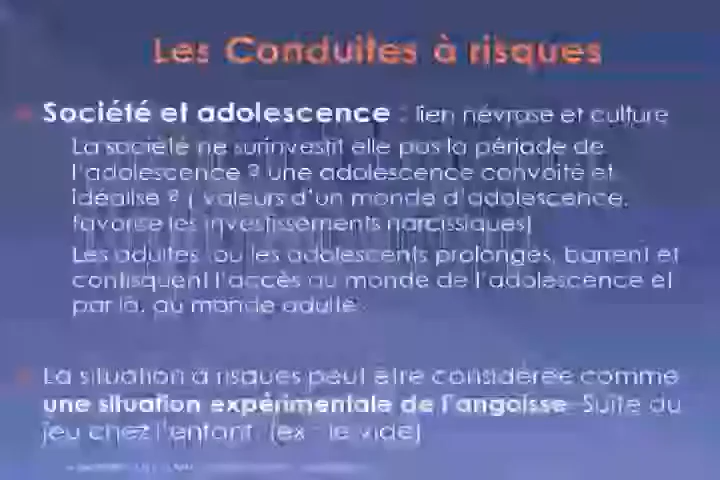 Les Conduites à risques
Société et adolescence : lien névrose et culture
La société ne surinvestit elle pas la période de
l'adolescence ? une adolescence convoité et
idéalisé ? ( valeurs d'un monde d'adolescence,
favorise les investissements narcissiques)
Les adultes, ou les adolescents prolongés, barrent et
confisquent l'accès au monde de l'adolescence et
par là, au monde adulte.
La situation à risques peut être considérée comme
une situation expérimentale de l'angoisse. Suite du
jeu chez l'enfant. (ex : le vide)